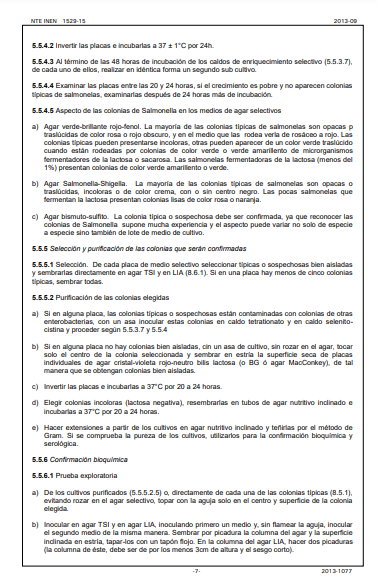 NTE INEN 1529-15 2013-09
5.5.4.2 Invertir las placas e incubarlas a 37 ± 1°C por 24h.
5.5.4.3 Al término de las 48 horas de incubación de los caldos de enriquecimiento selectivo (5.5.3.7),
de cada uno de ellos, realizar en idéntica forma un segundo sub cultivo.
5.5.4.4 Examinar las placas entre las 20 y 24 horas, si el crecimiento es pobre y no aparecen colonias
típicas de salmonelas, examinarlas después de 24 horas más de incubación.
5.5.4.5 Aspecto de las colonias de Salmonella en los medios de agar selectivos
a) Agar verde-brillante rojo-fenol. La mayoría de las colonias típicas de salmonelas son opacas p
traslúcidas de color rosa o rojo obscuro, y en el medio que las rodea verla de rosáceo a rojo. Las
colonias típicas pueden presentarse incoloras, otras pueden aparecer de un color verde traslúcido
cuando están rodeadas por colonias de color verde o verde amarillento de microrganismos
fermentadores de la lactosa o sacarosa. Las salmonelas fermentadoras de la lactosa (menos del
1%) presentan colonias de color verde amarillento o verde.
b) Agar Salmonella-Shigella. La mayoría de las colonias típicas de salmonelas son opacas o
traslúcidas, incoloras o de color crema, con o sin centro negro. Las pocas salmonelas que
fermentan la lactosa presentan colonias lisas de color rosa o naranja.
c) Agar bismuto-sulfito. La colonia típica o sospechosa debe ser confirmada, ya que reconocer las
colonias de Salmonella supone mucha experiencia y el aspecto puede variar no solo de especie
a especie sino también de lote de medio de cultivo.
5.5.5 Selección y purificación de las colonias que serán confirmadas
5.5.5.1 Selección. De cada placa de medio selectivo seleccionar típicas o sospechosas bien aisladas
y sembrarlas directamente en agar TSI y en LIA (8.6.1). Si en una placa hay menos de cinco colonias
típicas, sembrar todas.
5.5.5.2 Purificación de las colonias elegidas
a) Si en alguna placa, las colonias típicas o sospechosas están contaminadas con colonias de otras
enterobacterias, con un asa inocular estas colonias en caldo tetrationato y en caldo selenito-
cistina y proceder según 5.5.3.7 y 5.5.4
b) Si en alguna placa no hay colonias bien aisladas, cin un asa de cultivo, sin rozar en el agar, tocar
solo el centro de la colonia seleccionada y sembrar en estría la superficie seca de placas
individuales de agar cristal-violeta rojo-neutro bilis lactosa (o BG ó agar MacConkey), de tal
manera que se obtengan colonias bien aisladas.
c) Invertir las placas e incubarlas a 37°C por 20 a 24 horas.
d) Elegir colonias incoloras (lactosa negativa), resembrarlas en tubos de agar nutritivo inclinado e
incubarlas a 37°C por 20 a 24 horas.
e) Hacer extensiones a partir de los cultivos en agar nutritivo inclinado y teñirlas por el método de
Gram. Si se comprueba la pureza de los cultivos, utilizarlos para la confirmación bioquímica y
serológica.
5.5.6 Confirmación bioquímica
5.5.6.1 Prueba exploratoria
a) De los cultivos purificados (5.5.5.2.5) o, directamente de cada una de las colonias típicas (8.5.1),
evitando rozar en el agar selectivo, topar con la aguja solo en el centro y superficie de la colonia
elegida.
b) Inocular en agar TSI y en agar LIA, inoculando primero un medio y, sin flamear la aguja, inocular
el segundo medio de la misma manera. Sembrar por picadura la columna del agar y la superficie
inclinada en estría, tapar-los con un tapón flojo. En la columna del agar LIA, hacer dos picaduras
(la columna de éste, debe ser de por los menos 3cm de altura y el sesgo corto).
-7- 2013-1077